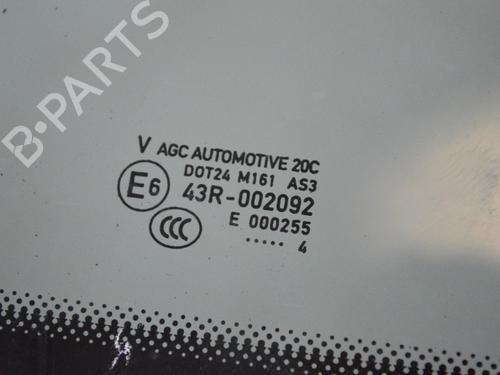 B·PARTS
V AGC AUTOMOTIVE 20C
DOT24 M161 AS3
E6 43R-002092
CCC E 000255
..... 4